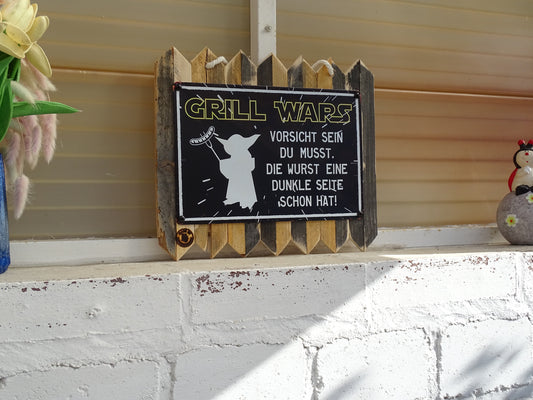 GRILL WARS
VORSICHT SEIN
DU MUSST.
DIE WURST EINE
DUNKLE SEITE
SCHON HAT!